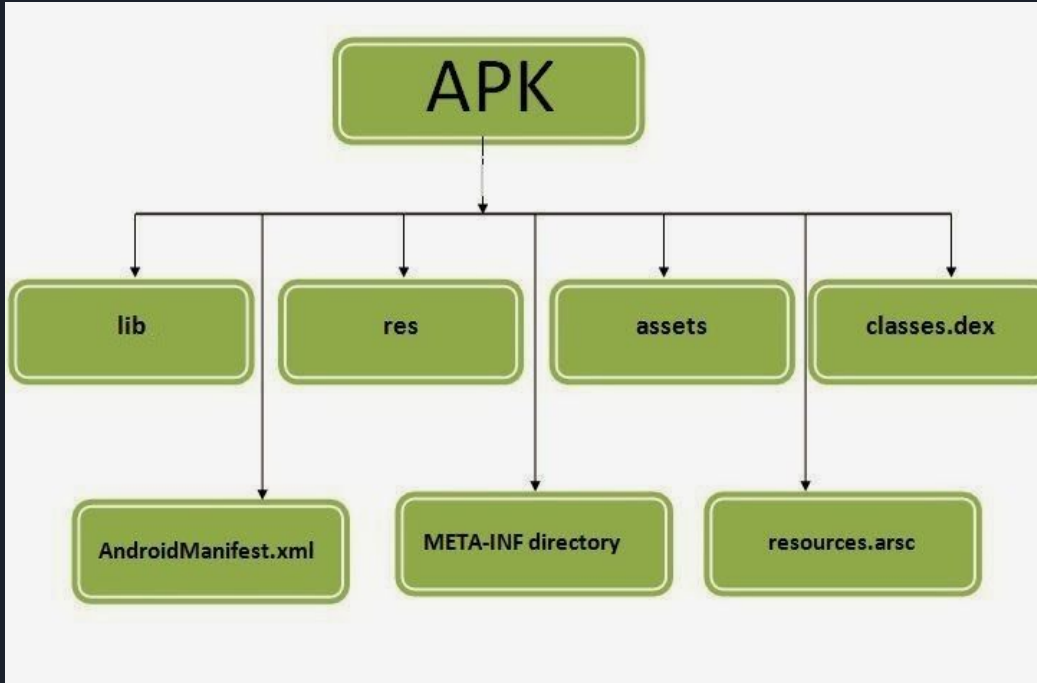 APK
lib
res
assets
classes.dex
AndroidManifest.xml
META-INF directory
resources.arsc